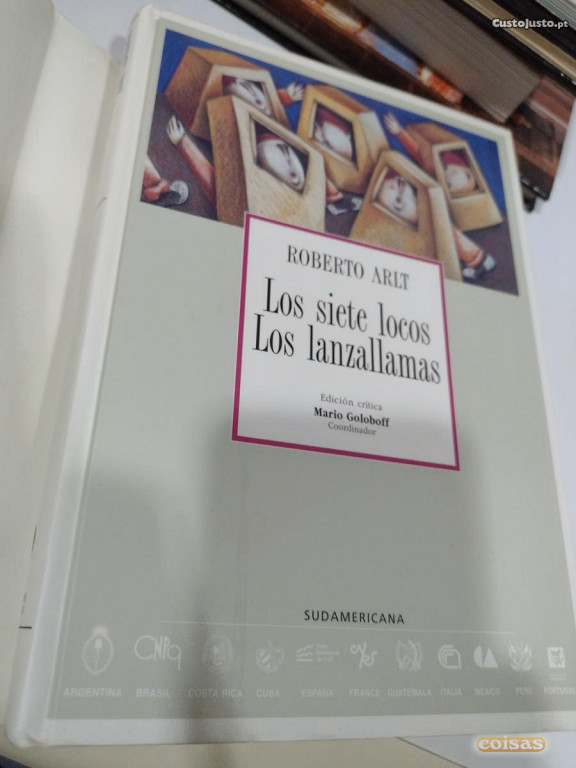 CustoJusto.pt
ROBERTO ARLT
Los siete locos
Los lanzallamas
Edición crítica
Mario Goloboff
Coordinador
SUDAMERICANA
CNPq
ARGENTINA BRASIL COSTA RICA CUBA ESPAÑA FRANCE GUATEMALA ITALIA MEXICO PERÚ PORTUGAL
coisas